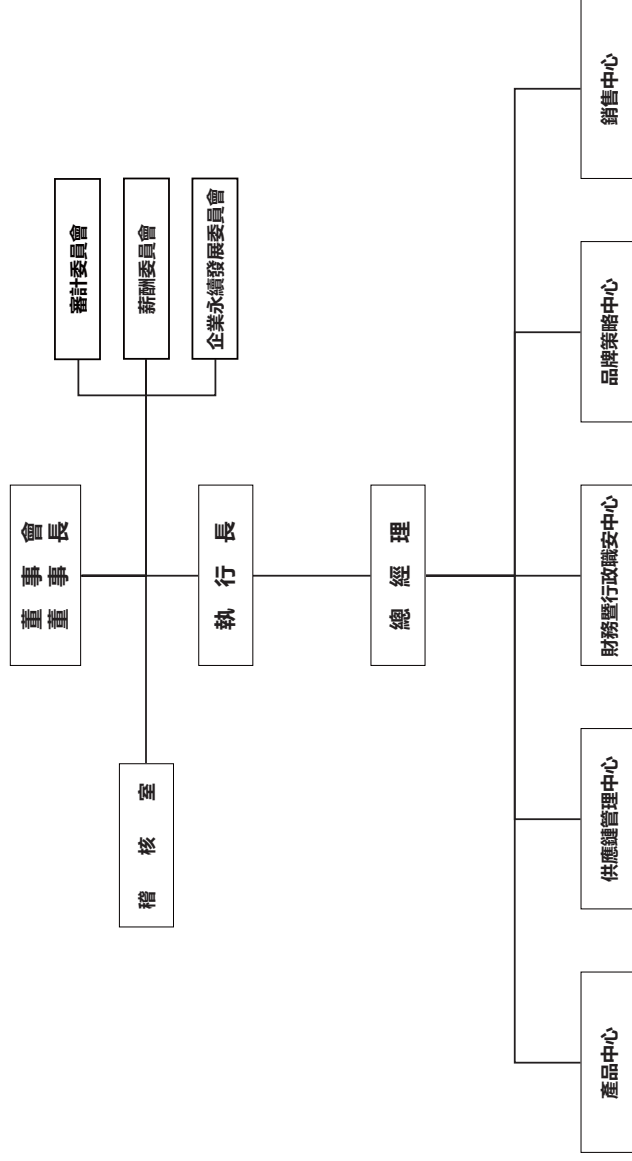 董事會
董事長
審計委員會
薪酬委員會
企業永續發展委員會
稽核室
執行長
總經理
產品中心
供應鏈管理中心
財務暨行政職安中心
品牌策略中心
銷售中心